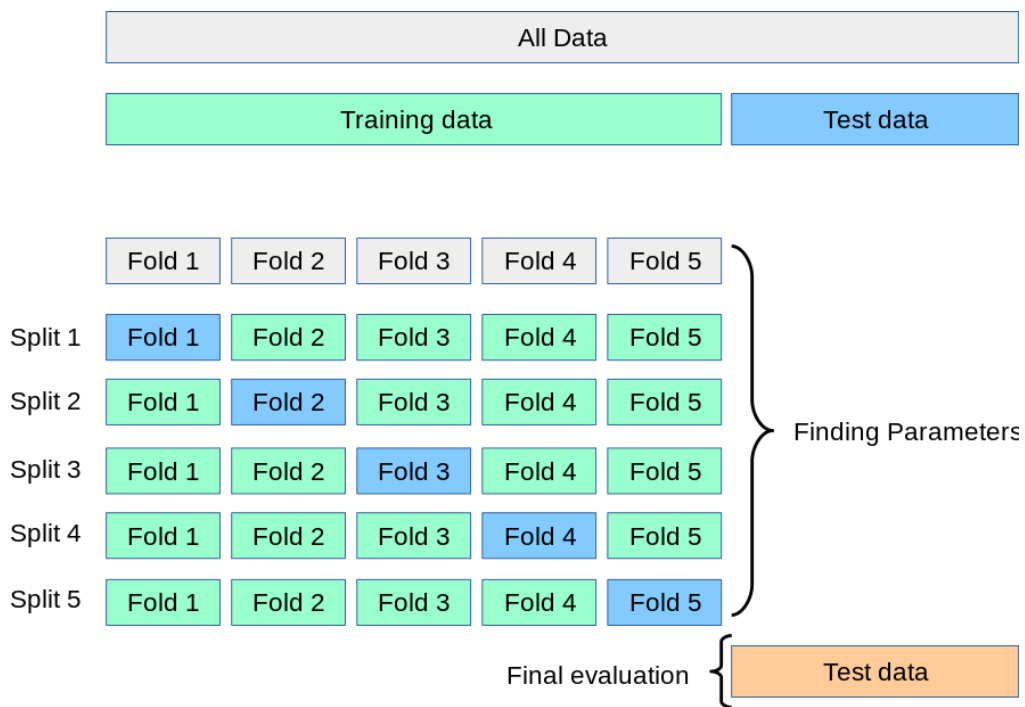 All Data
Training data Test data
Fold 1 Fold 2 Fold 3 Fold 4 Fold 5
Split 1 Fold 1 Fold 2 Fold 3 Fold 4 Fold 5
Split 2 Fold 1 Fold 2 Fold 3 Fold 4 Fold 5
Finding Parameters
Split 3 Fold 1 Fold 2 Fold 3 Fold 4 Fold 5
Split 4 Fold 1 Fold 2 Fold 3 Fold 4 Fold 5
Split 5 Fold 1 Fold 2 Fold 3 Fold 4 Fold 5
Final evaluation Test data